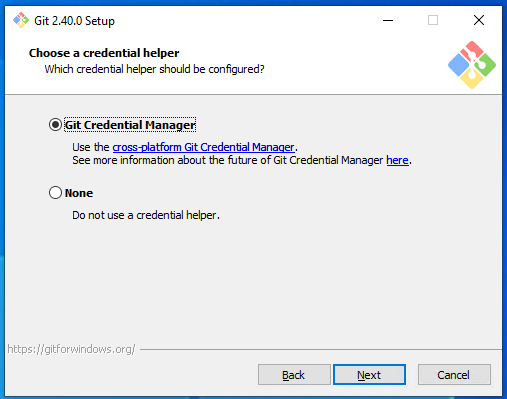 Git 2.40.0 Setup
Choose a credential helper
Which credential helper should be configured?
Git Credential Manager
Use the cross-platform Git Credential Manager.
See more information about the future of Git Credential Manager here.
None
Do not use a credential helper.
https://gitforwindows.org/
Back Next Cancel